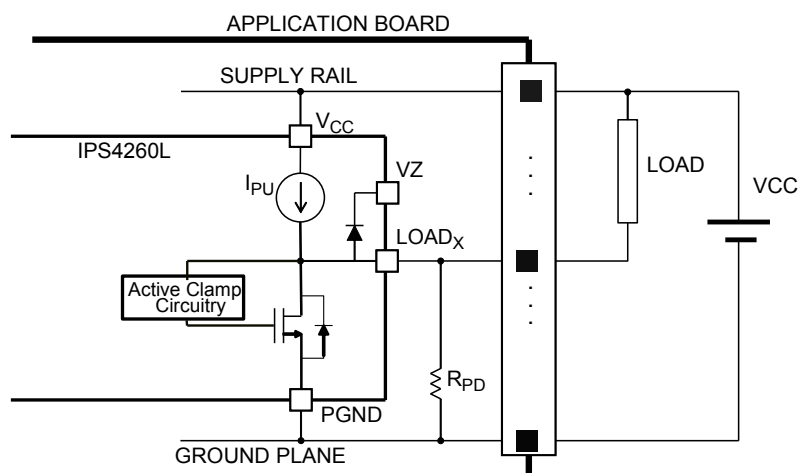 APPLICATION BOARD
SUPPLY RAIL
VCC
IPS4260L
IPU
VZ
LOAD
VCC
LOADX
Active Clamp
Circuitry
RPD
PGND
GROUND PLANE